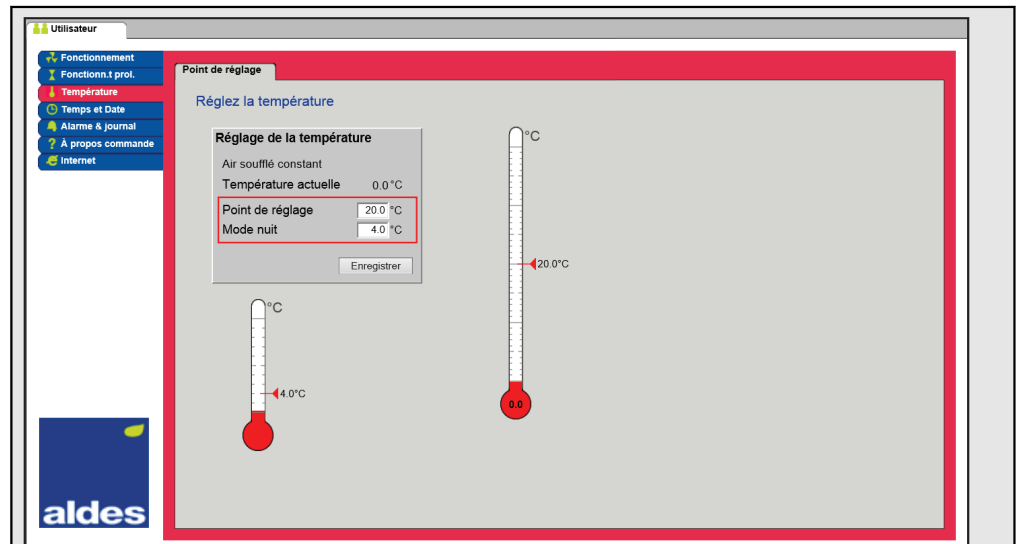 Utilisateur
Fonctionnement
Fonctionn.t prol.
Température
Temps et Date
Alarme & journal
? À propos commande
Internet
Point de réglage
Réglez la température
Réglage de la température
Air soufflé constant
Température actuelle 0.0 °C
Point de réglage 20.0 °C
Mode nuit 4.0 °C
Enregistrer
°C
20.0°C
0.0
°C
4.0°C
aldes